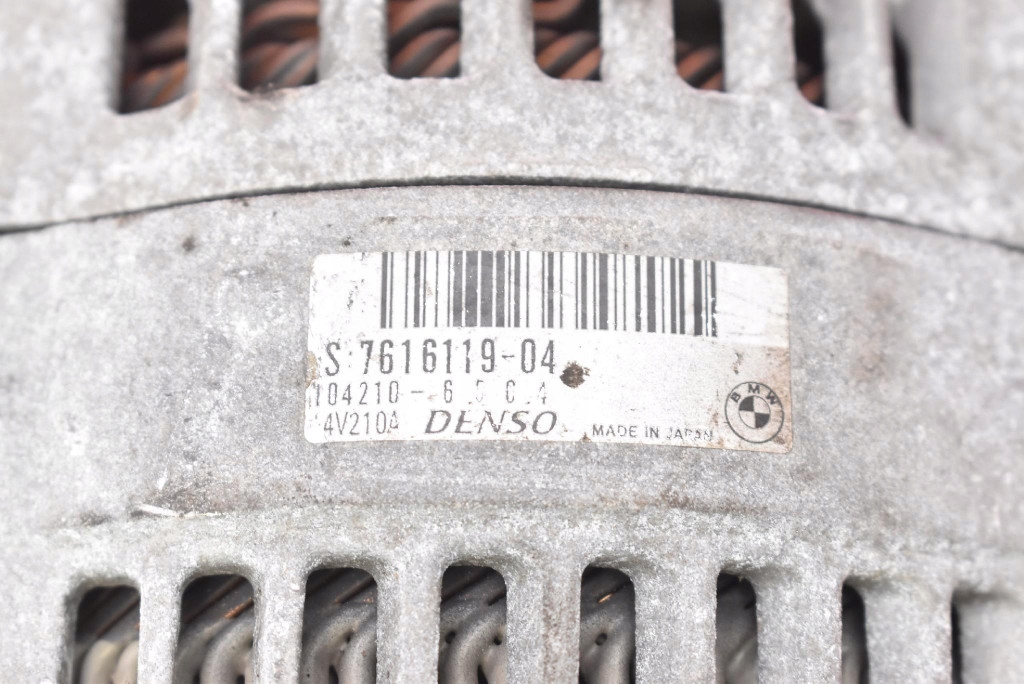 S:7616119-04
4V210A DENSO MADE IN JAPAN
BMW